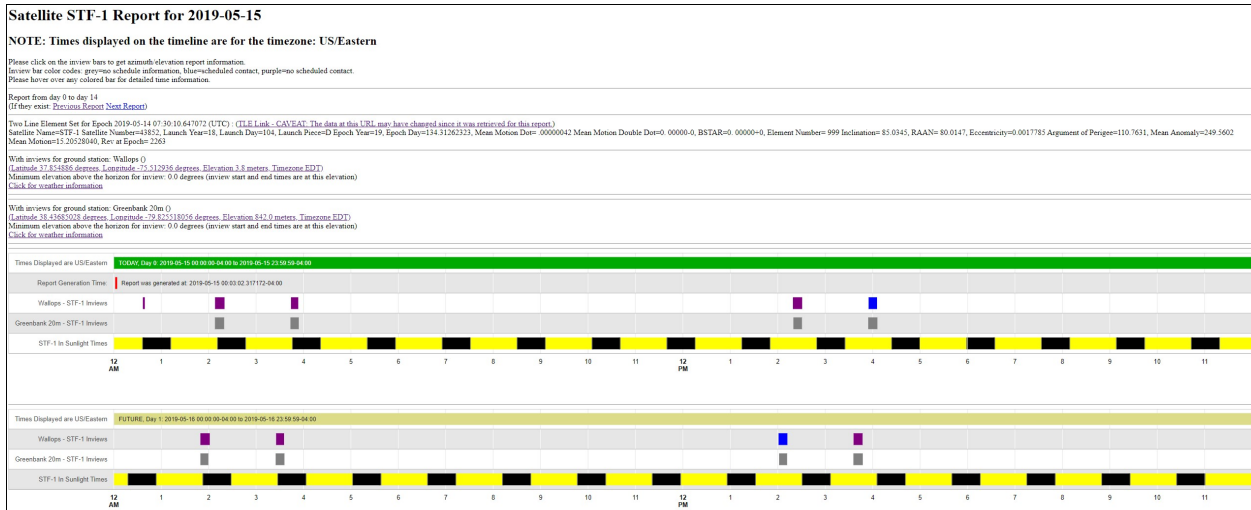 Satellite STF-1 Report for 2019-05-15
NOTE: Times displayed on the timeline are for the timezone: US/Eastern
Please click on the inview bars to get azimuth/elevation report information.
Inview bar color codes: grey=no schedule information, blue=scheduled contact, purple=no scheduled contact.
Please hover over any colored bar for detailed time information.
Report from day 0 to day 14
(If they exist: Previous Report Next Report)
Two Line Element Set for Epoch 2019-05-14 07:30:10.647072 (UTC) : (TLE Link - CAVEAT: The data at this URL may have changed since it was retrieved for this report.)
Satellite Name=STF-1 Satellite Number=43852, Launch Year=18, Launch Day=104, Launch Piece=D Epoch Year=19, Epoch Day=134.31262323, Mean Motion Dot= .00000042 Mean Motion Double Dot=0. 00000-0, BSTAR=0. 00000+0, Element Number= 999 Inclination= 85.0345, RAAN= 80.0147, Eccentricity=0.0017785 Argument of Perigee=110.7631, Mean Anomaly=249.5602
Mean Motion=15.20528040, Rev at Epoch= 2263
With inviews for ground station: Wallops ()
(Latitude 37.854886 degrees, Longitude -75.512936 degrees, Elevation 3.8 meters, Timezone EDT)
Minimum elevation above the horizon for inview: 0.0 degrees (inview start and end times are at this elevation)
Click for weather information
With inviews for ground station: Greenbank 20m ()
(Latitude 38.43685028 degrees, Longitude -79.825518056 degrees, Elevation 842.0 meters, Timezone EDT)
Minimum elevation above the horizon for inview: 0.0 degrees (inview start and end times are at this elevation)
Click for weather information
Times Displayed are US/Eastern TODAY, Day 0: 2019-05-15 00:00:00-04:00 to 2019-05-15 23:59:59-04:00
Report Generation Time: Report was generated at: 2019-05-15 00:03:02.317172-04:00
Wallops - STF-1 Inviews
Greenbank 20m - STF-1 Inviews
STF-1 In Sunlight Times
12 AM 1 2 3 4 5 6 7 8 9 10 11 12 PM 1 2 3 4 5 6 7 8 9 10 11
Times Displayed are US/Eastern FUTURE, Day 1: 2019-05-16 00:00:00-04:00 to 2019-05-16 23:59:59-04:00
Wallops - STF-1 Inviews
Greenbank 20m - STF-1 Inviews
STF-1 In Sunlight Times
12 AM 1 2 3 4 5 6 7 8 9 10 11 12 PM 1 2 3 4 5 6 7 8 9 10 11